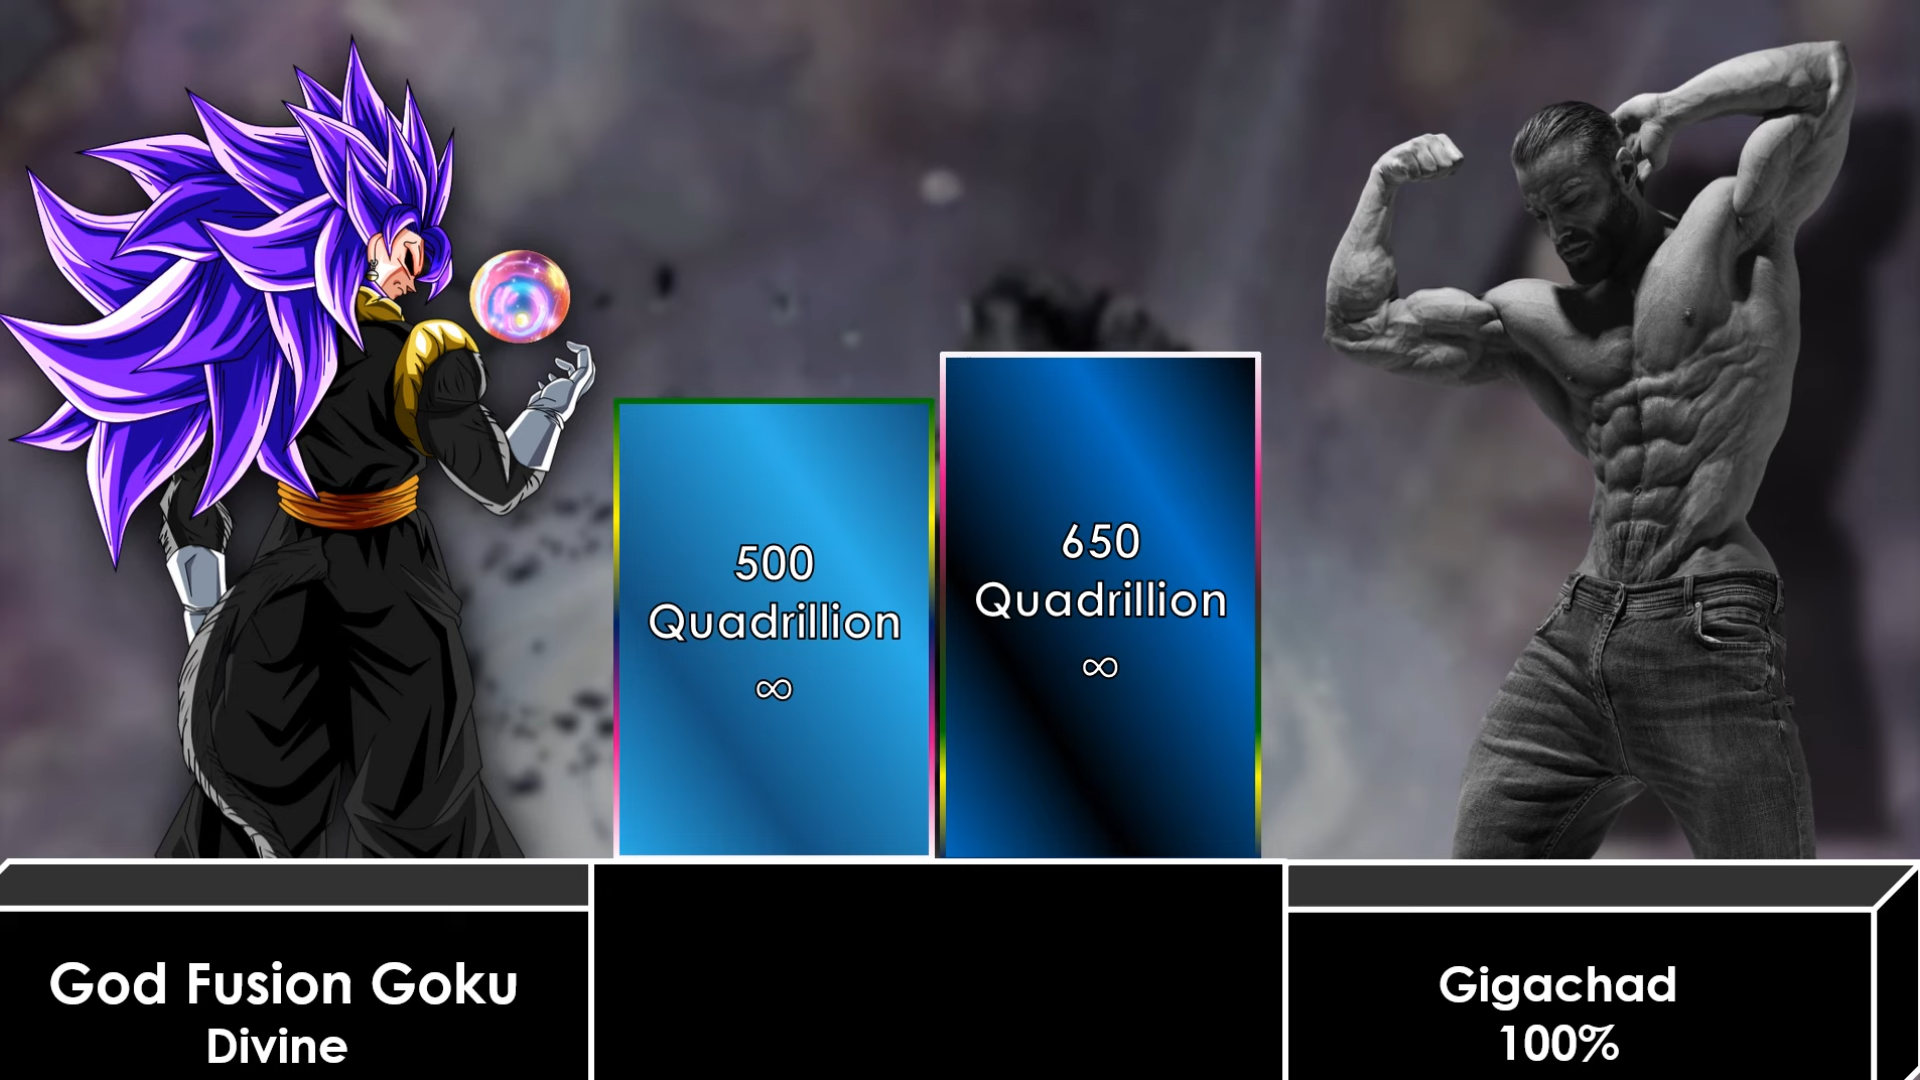 500
Quadrillion
∞
650
Quadrillion
∞
God Fusion Goku
Divine
Gigachad
100%